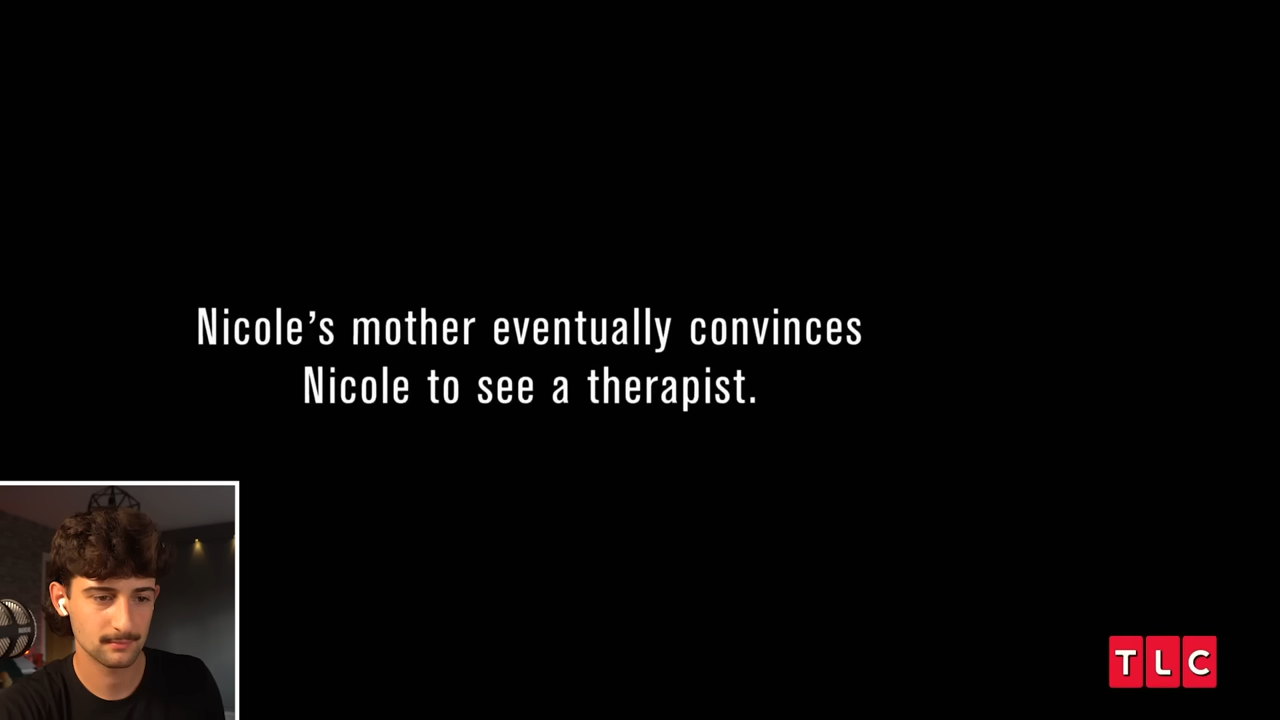 Nicole’s mother eventually convinces
Nicole to see a therapist.
TLC